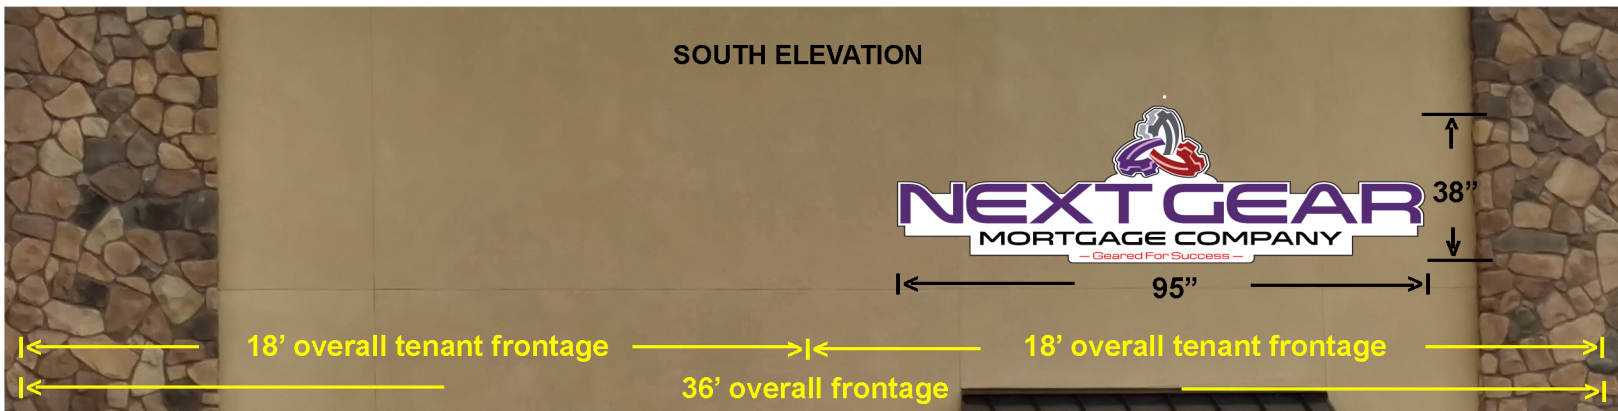 SOUTH ELEVATION
NEXT GEAR
MORTGAGE COMPANY
— Geared For Success —
38”
95”
18’ overall tenant frontage
18’ overall tenant frontage
36’ overall frontage